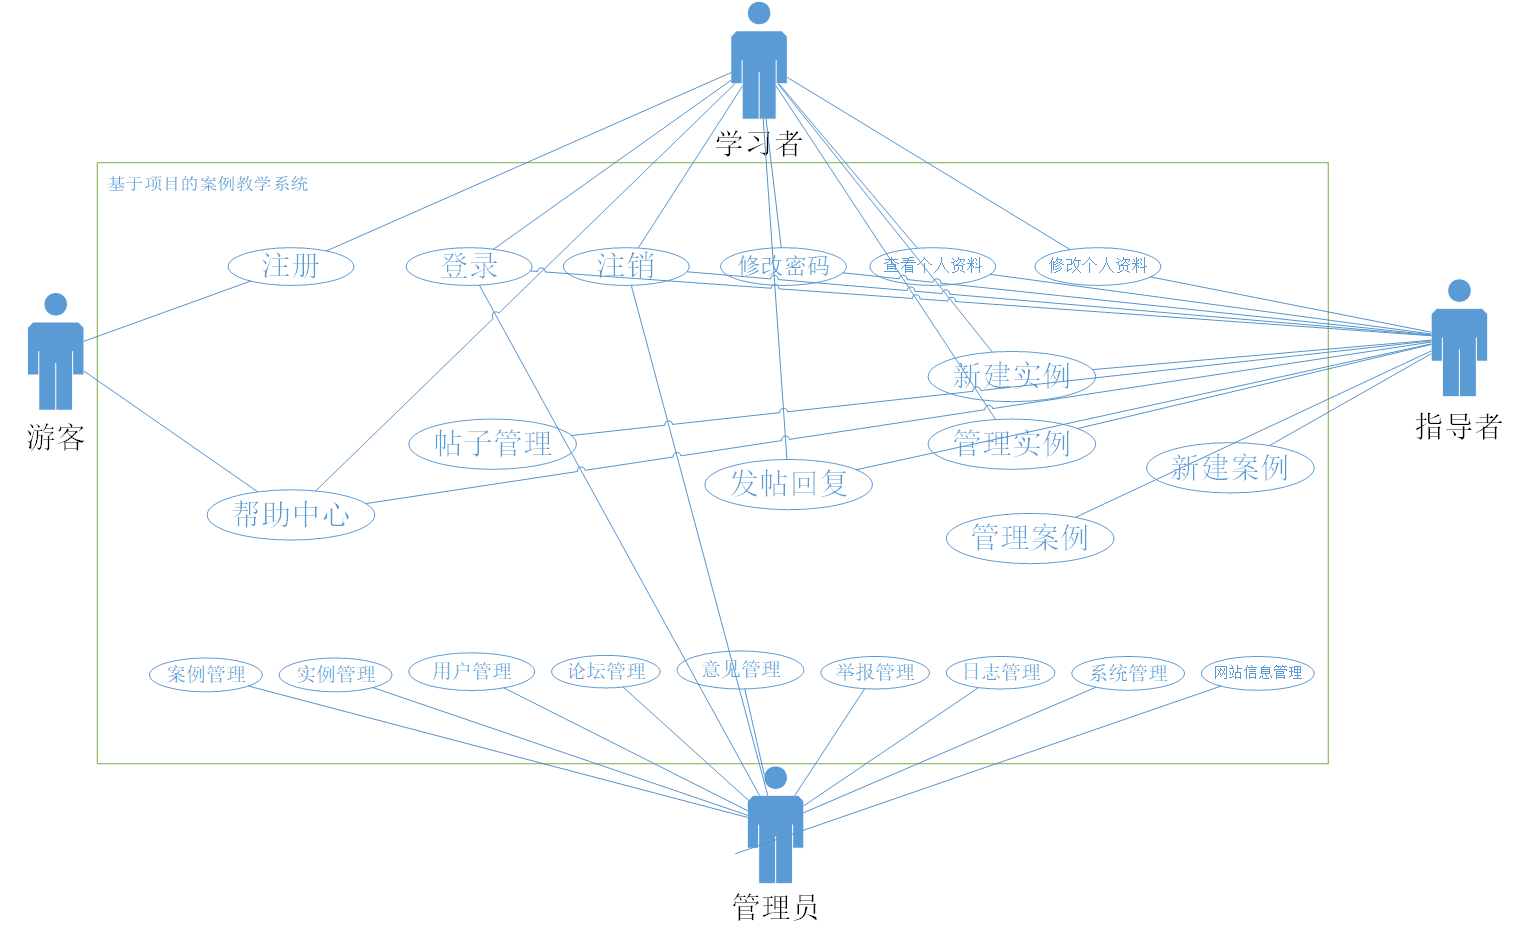 学习者
基于项目的案例教学系统
注册
登录
注销
修改密码
查看个人资料
修改个人资料
游客
指导者
新建实例
帖子管理
管理实例
新建案例
发帖回复
帮助中心
管理案例
案例管理
实例管理
用户管理
论坛管理
意见管理
举报管理
日志管理
系统管理
网站信息管理
管理员